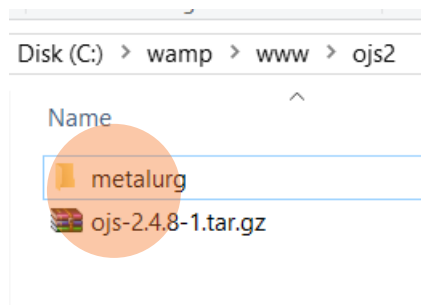 Disk (C:) > wamp > www > ojs2
Name
metalurg
ojs-2.4.8-1.tar.gz